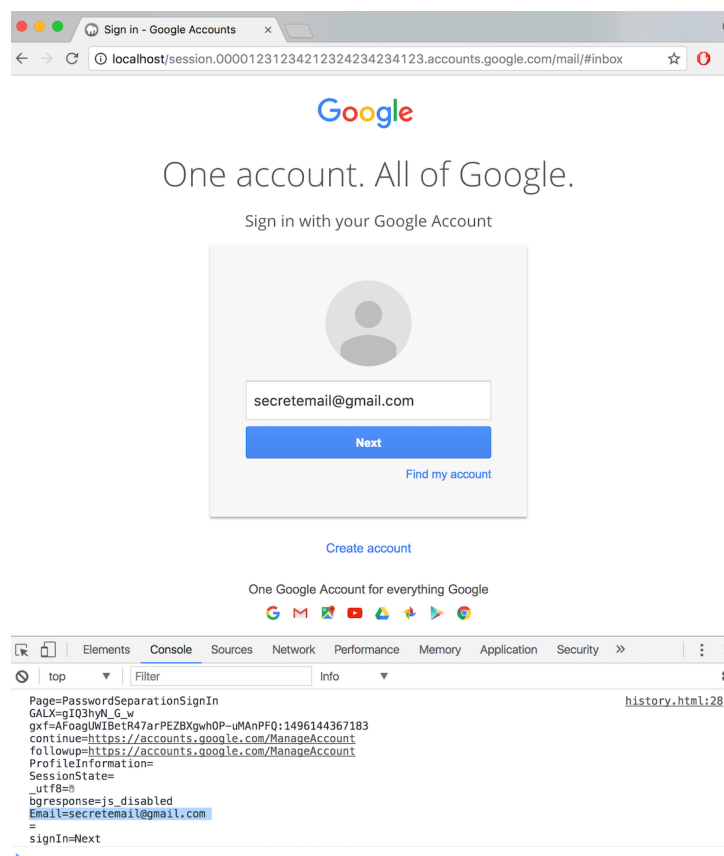 Sign in - Google Accounts ×
localhost/session.00001231234212324234234123.accounts.google.com/mail/#inbox
Google
One account. All of Google.
Sign in with your Google Account
secretemail@gmail.com
Next
Find my account
Create account
One Google Account for everything Google
Elements Console Sources Network Performance Memory Application Security »
top ▼ Filter Info ▼
Page=PasswordSeparationSignIn history.html:28
GALX=gIQ3hyN_G_w
gxf=AFoagUWIBetR47arPEZBXgwhOP-uMAnPFQ:1496144367183
continue=https://accounts.google.com/ManageAccount
followup=https://accounts.google.com/ManageAccount
ProfileInformation=
SessionState=
_utf8=☃
bgresponse=js_disabled
Email=secretemail@gmail.com
=
signIn=Next